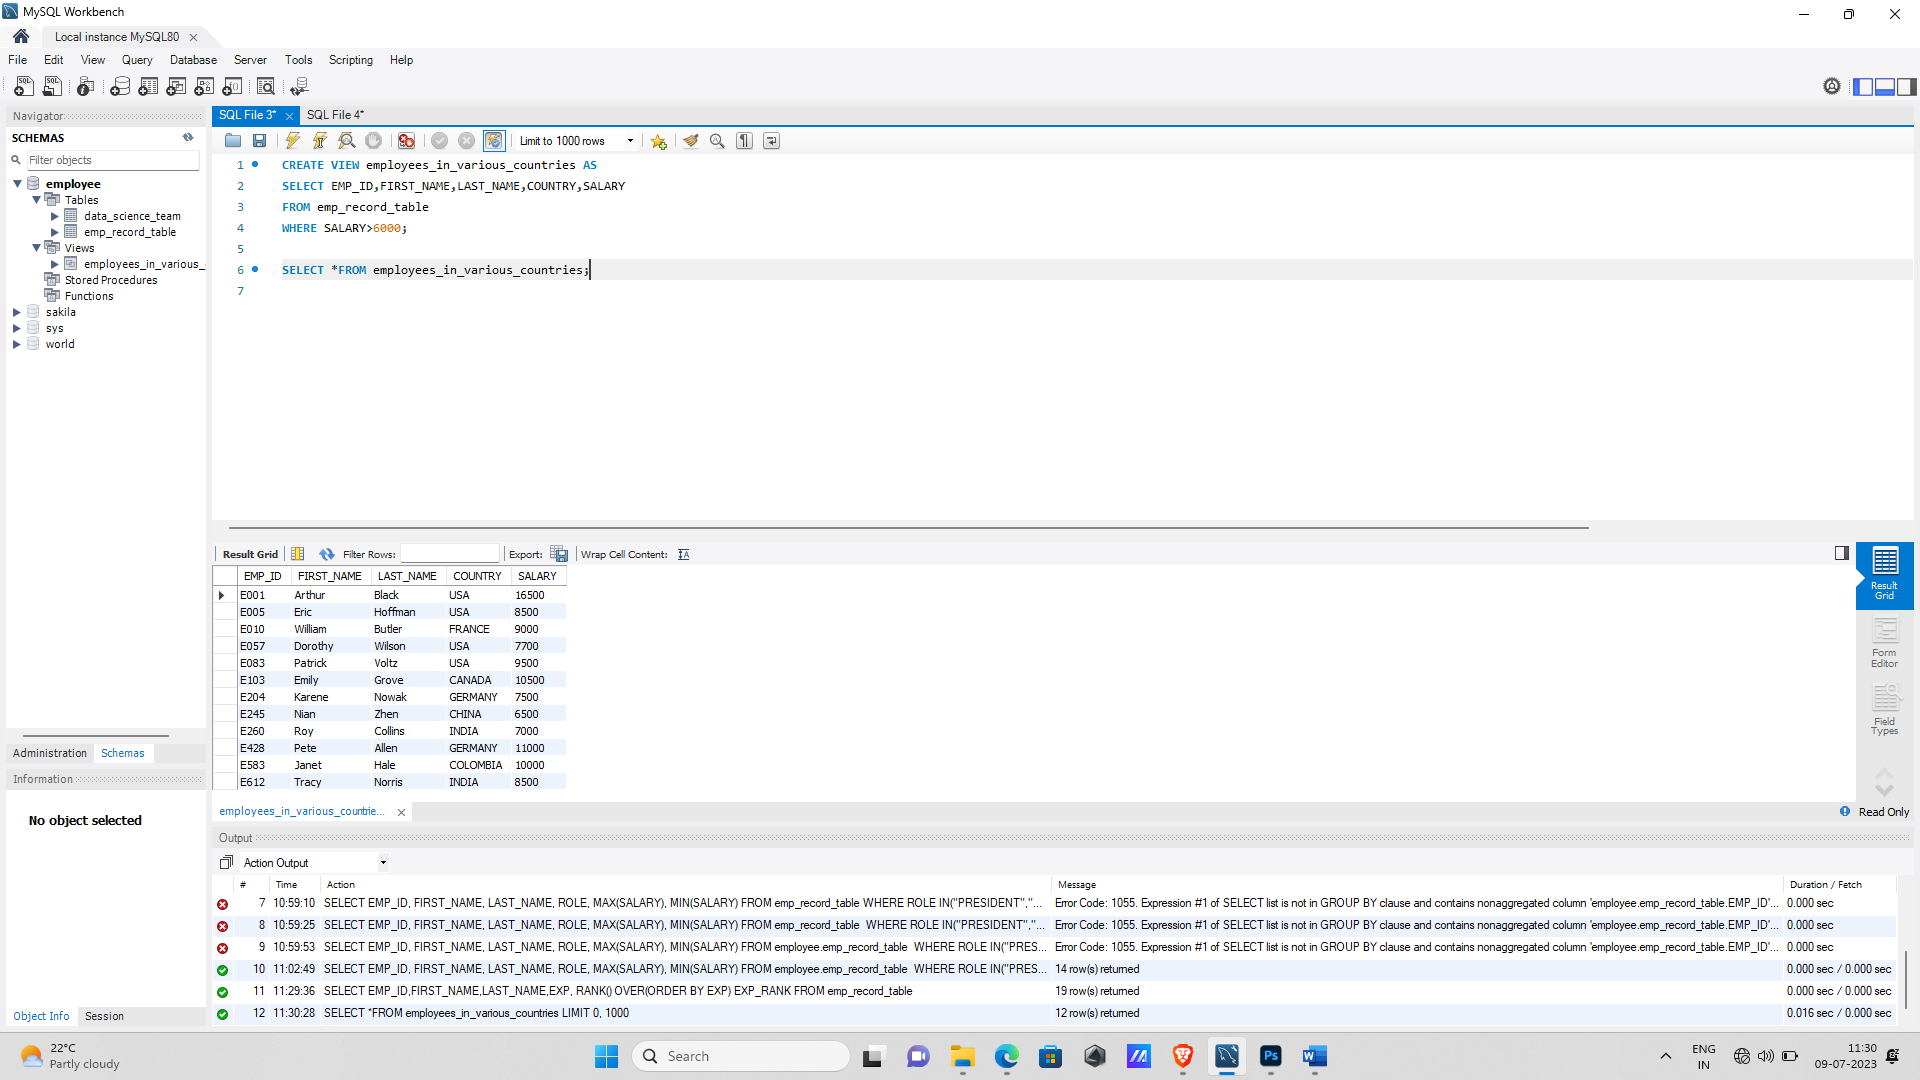 MySQL Workbench
Local instance MySQL80
File Edit View Query Database Server Tools Scripting Help
Navigator
SCHEMAS
Filter objects
employee
Tables
data_science_team
emp_record_table
Views
employees_in_various_
Stored Procedures
Functions
sakila
sys
world
Administration Schemas
Information
No object selected
Object Info Session
SQL File 3* SQL File 4*
Limit to 1000 rows
1 CREATE VIEW employees_in_various_countries AS
2 SELECT EMP_ID,FIRST_NAME,LAST_NAME,COUNTRY,SALARY
3 FROM emp_record_table
4 WHERE SALARY>6000;
5
6 SELECT *FROM employees_in_various_countries;
7
Result Grid Filter Rows: Export: Wrap Cell Content:
EMP_ID FIRST_NAME LAST_NAME COUNTRY SALARY
E001 Arthur Black USA 16500
E005 Eric Hoffman USA 8500
E010 William Butler FRANCE 9000
E057 Dorothy Wilson USA 7700
E083 Patrick Voltz USA 9500
E103 Emily Grove CANADA 10500
E204 Karene Nowak GERMANY 7500
E245 Nian Zhen CHINA 6500
E260 Roy Collins INDIA 7000
E428 Pete Allen GERMANY 11000
E583 Janet Hale COLOMBIA 10000
E612 Tracy Norris INDIA 8500
Result
Grid
Form
Editor
Field
Types
employees_in_various_countrie... Read Only
Output
Action Output
# Time Action Message Duration / Fetch
7 10:59:10 SELECT EMP_ID, FIRST_NAME, LAST_NAME, ROLE, MAX(SALARY), MIN(SALARY) FROM emp_record_table WHERE ROLE IN("PRESIDENT","... Error Code: 1055. Expression #1 of SELECT list is not in GROUP BY clause and contains nonaggregated column 'employee.emp_record_table.EMP_ID'... 0.000 sec
8 10:59:25 SELECT EMP_ID, FIRST_NAME, LAST_NAME, ROLE, MAX(SALARY), MIN(SALARY) FROM emp_record_table WHERE ROLE IN("PRESIDENT","... Error Code: 1055. Expression #1 of SELECT list is not in GROUP BY clause and contains nonaggregated column 'employee.emp_record_table.EMP_ID'... 0.000 sec
9 10:59:53 SELECT EMP_ID, FIRST_NAME, LAST_NAME, ROLE, MAX(SALARY), MIN(SALARY) FROM employee.emp_record_table WHERE ROLE IN("PRES... Error Code: 1055. Expression #1 of SELECT list is not in GROUP BY clause and contains nonaggregated column 'employee.emp_record_table.EMP_ID'... 0.000 sec
10 11:02:49 SELECT EMP_ID, FIRST_NAME, LAST_NAME, ROLE, MAX(SALARY), MIN(SALARY) FROM employee.emp_record_table WHERE ROLE IN("PRES... 14 row(s) returned 0.000 sec / 0.000 sec
11 11:29:36 SELECT EMP_ID,FIRST_NAME,LAST_NAME,EXP, RANK() OVER(ORDER BY EXP) EXP_RANK FROM emp_record_table 19 row(s) returned 0.000 sec / 0.000 sec
12 11:30:28 SELECT *FROM employees_in_various_countries LIMIT 0, 1000 12 row(s) returned 0.016 sec / 0.000 sec
22°C
Partly cloudy
Search
ENG
IN
11:30
09-07-2023